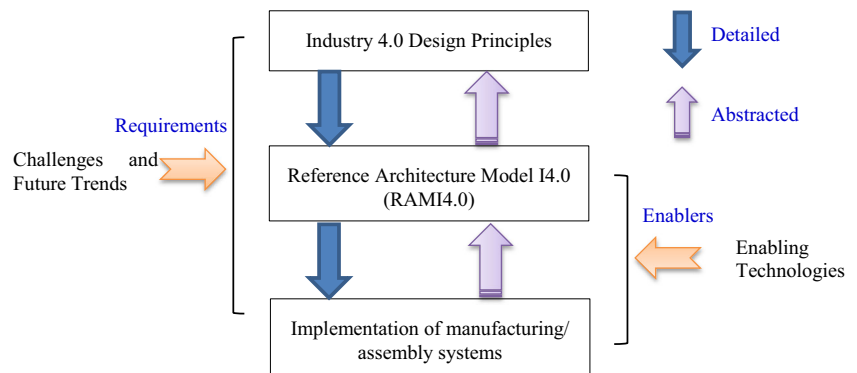 Industry 4.0 Design Principles
Detailed
Abstracted
Requirements
Challenges and
Future Trends
Reference Architecture Model I4.0
(RAMI4.0)
Enablers
Enabling
Technologies
Implementation of manufacturing/
assembly systems